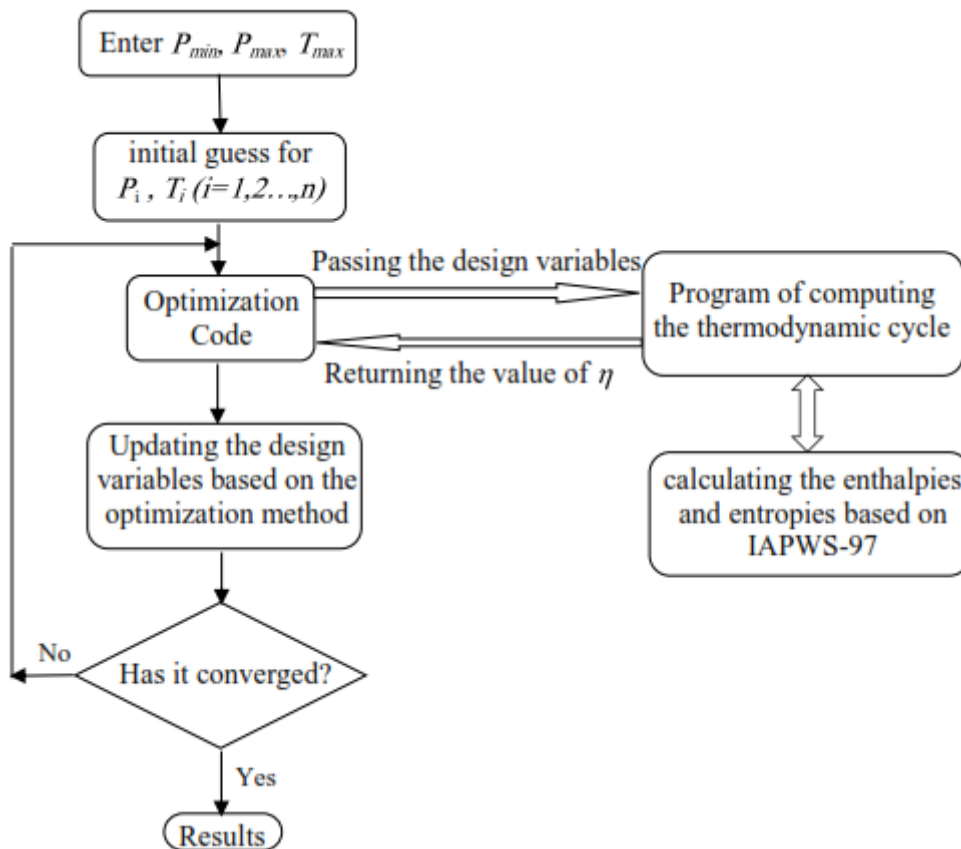 Enter P_min, P_max, T_max
initial guess for
P_i , T_i (i=1,2...,n)
Passing the design variables
Optimization
Code
Program of computing
the thermodynamic cycle
Returning the value of η
Updating the design
variables based on the
optimization method
calculating the enthalpies
and entropies based on
IAPWS-97
No
Has it converged?
Yes
Results